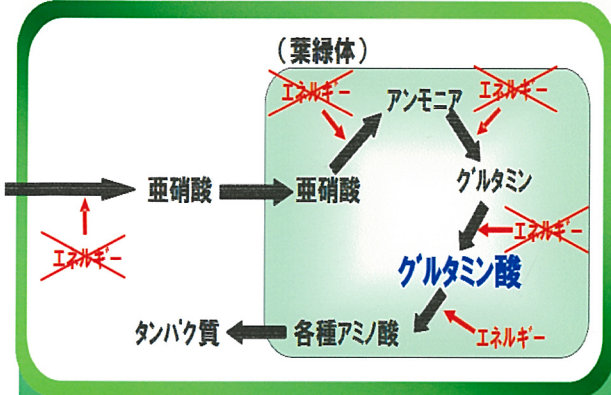 （葉緑体）
エネルギー
アンモニア
エネルギー
亜硝酸
亜硝酸
グルタミン
エネルギー
エネルギー
グルタミン酸
タンパク質
各種アミノ酸
エネルギー